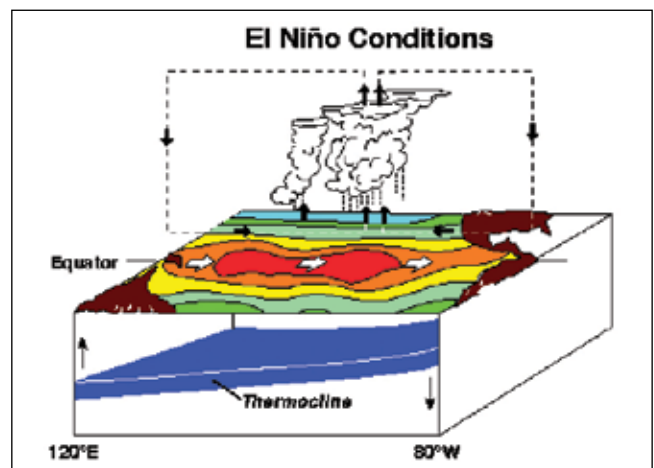 El Niño Conditions
Equator
Thermocline
120°E
80°W